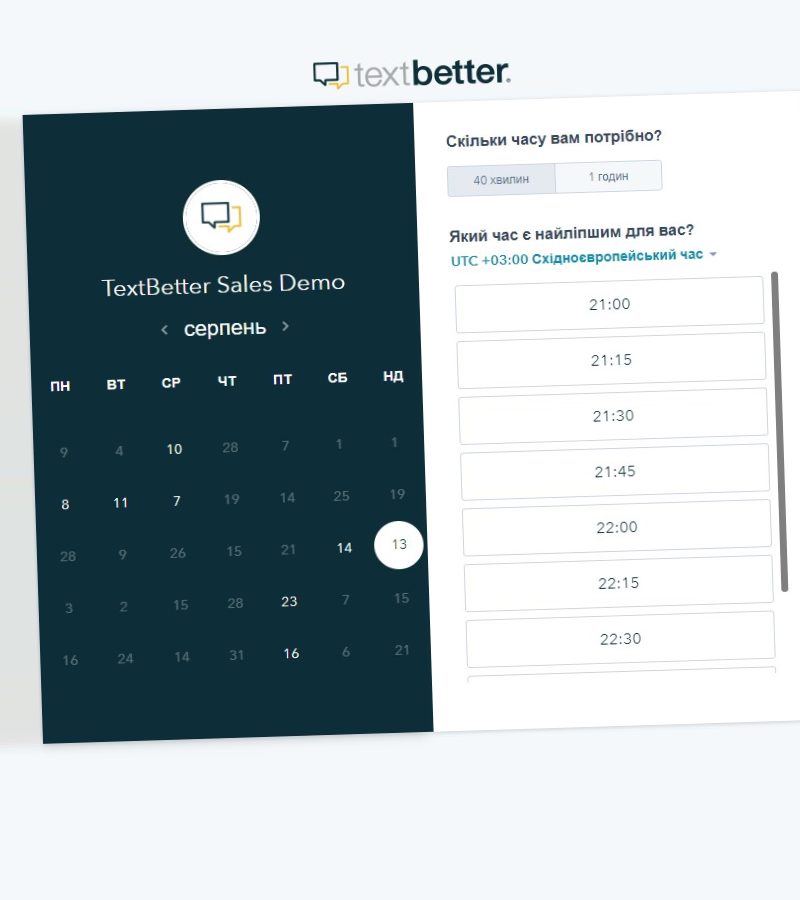 textbetter.
TextBetter Sales Demo
серпень
ПН ВТ СР ЧТ ПТ СБ НД
9 4 10 28 7 1 1
8 11 7 19 14 25 19
28 9 26 15 21 14 13
3 2 15 28 23 7 15
16 24 14 31 16 6 21
Скільки часу вам потрібно?
40 хвилин 1 годин
Який час є найліпшим для вас?
UTC +03:00 Східноєвропейський час
21:00
21:15
21:30
21:45
22:00
22:15
22:30